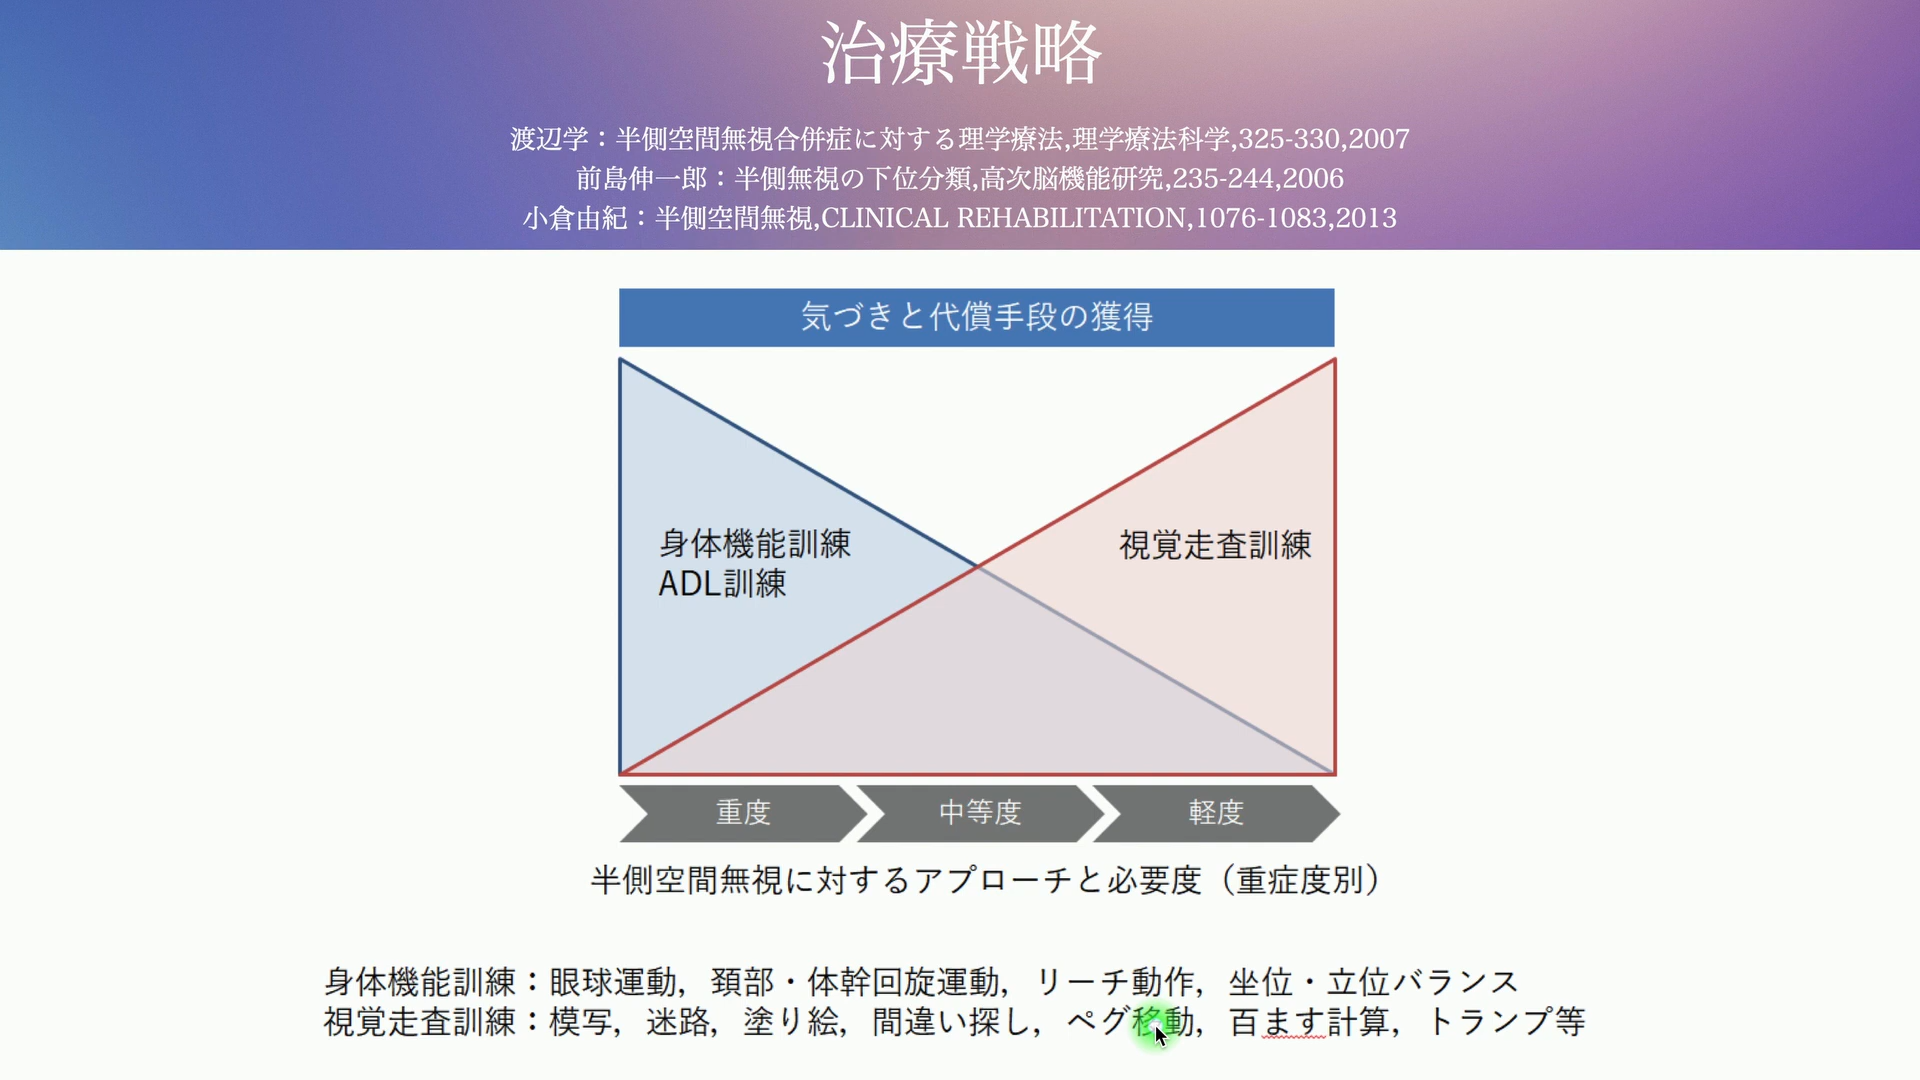 治療戦略
渡辺学：半側空間無視合併症に対する理学療法,理学療法科学,325-330,2007
前島伸一郎：半側無視の下位分類,高次脳機能研究,235-244,2006
小倉由紀：半側空間無視,CLINICAL REHABILITATION,1076-1083,2013
気づきと代償手段の獲得
身体機能訓練
ADL訓練
視覚走査訓練
重度
中等度
軽度
半側空間無視に対するアプローチと必要度（重症度別）
身体機能訓練：眼球運動，頚部・体幹回旋運動，リーチ動作，坐位・立位バランス
視覚走査訓練：模写，迷路，塗り絵，間違い探し，ペグ移動，百ます計算，トランプ等